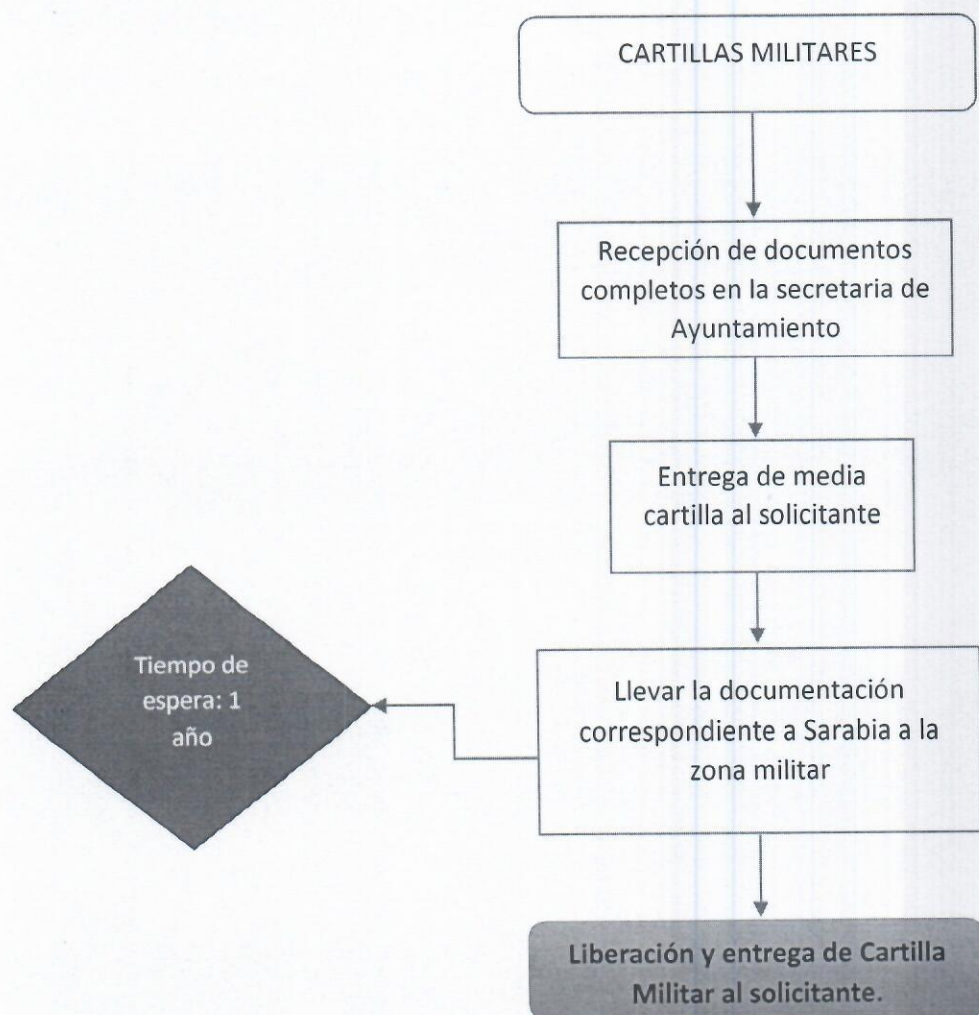 CARTILLAS MILITARES
Recepción de documentos
completos en la secretaria de
Ayuntamiento
Entrega de media
cartilla al solicitante
Tiempo de
espera: 1
año
Llevar la documentación
correspondiente a Sarabia a la
zona militar
Liberación y entrega de Cartilla
Militar al solicitante.